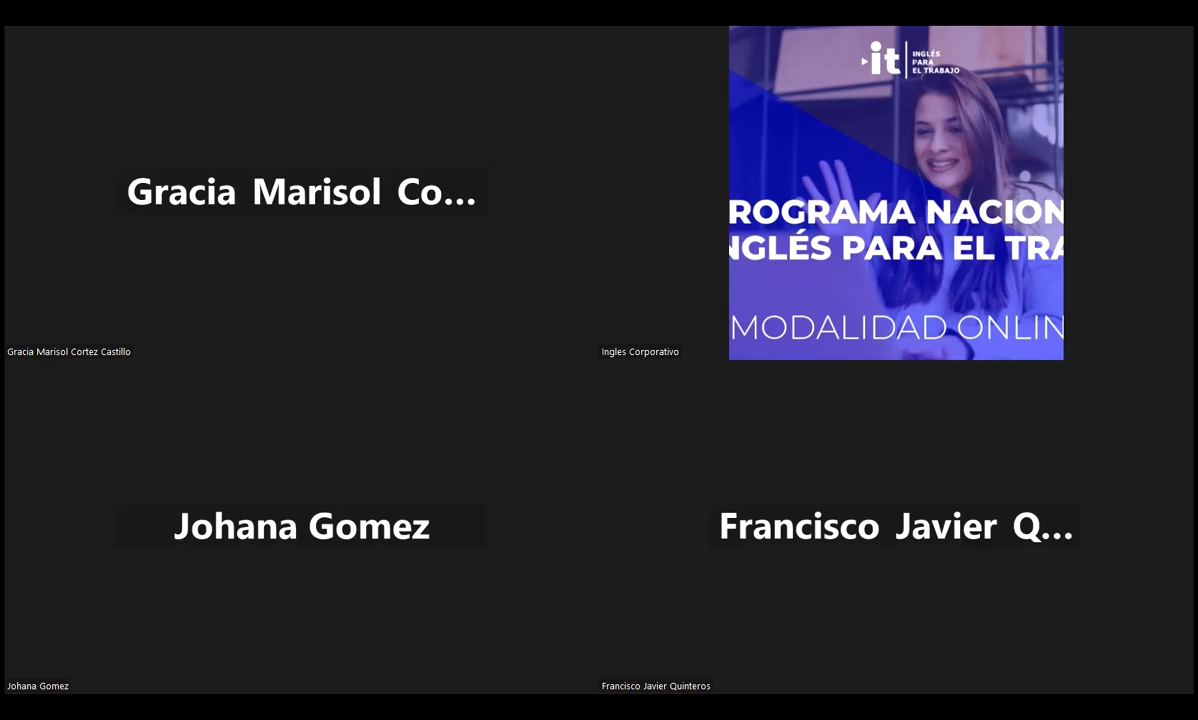 Gracia Marisol Co...
Gracia Marisol Cortez Castillo
it
INGLÉS
PARA
EL TRABAJO
ROGRAMA NACION
NGLÉS PARA EL TRA
MODALIDAD ONLIN
Ingles Corporativo
Johana Gomez
Johana Gomez
Francisco Javier Q...
Francisco Javier Quinteros